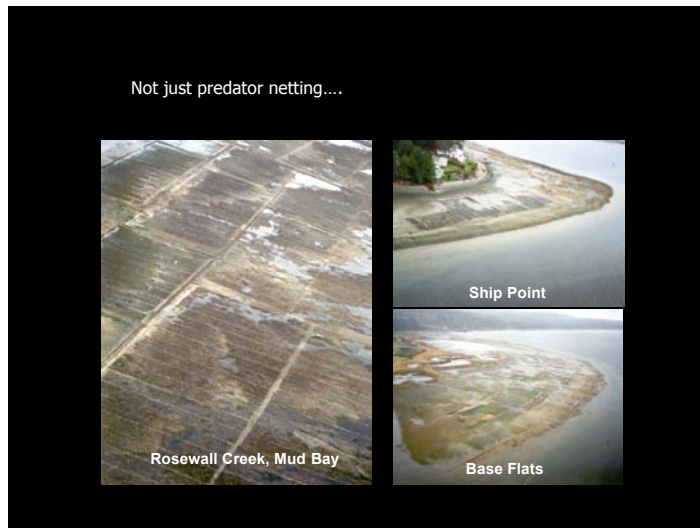 Not just predator netting….
Ship Point
Rosewall Creek, Mud Bay
Base Flats